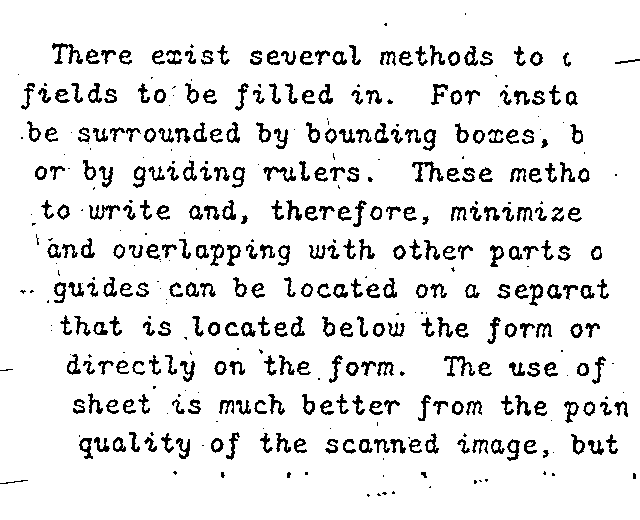 There exist several methods to
fields to be filled in. For insta
be surrounded by bounding boxes, b
or by guiding rulers. These metho
to write and, therefore, minimize
and overlapping with other parts o
guides can be located on a separat
that is located below the form or
directly on the form. The use of
sheet is much better from the poin
quality of the scanned image, but